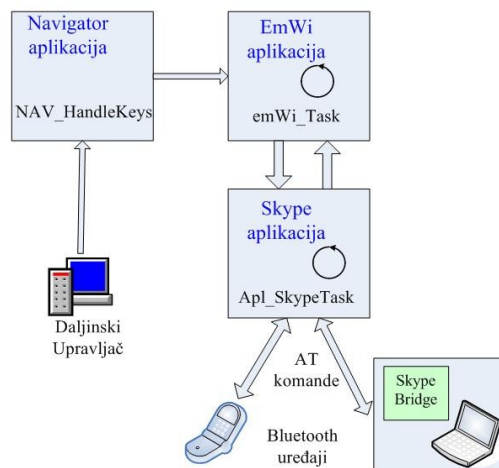 Navigator
aplikacija
NAV_HandleKeys
EmWi
aplikacija
emWi_Task
Skype
aplikacija
Apl_SkypeTask
Daljinski
Upravljač
AT
komande
Bluetooth
uređaji
Skype
Bridge